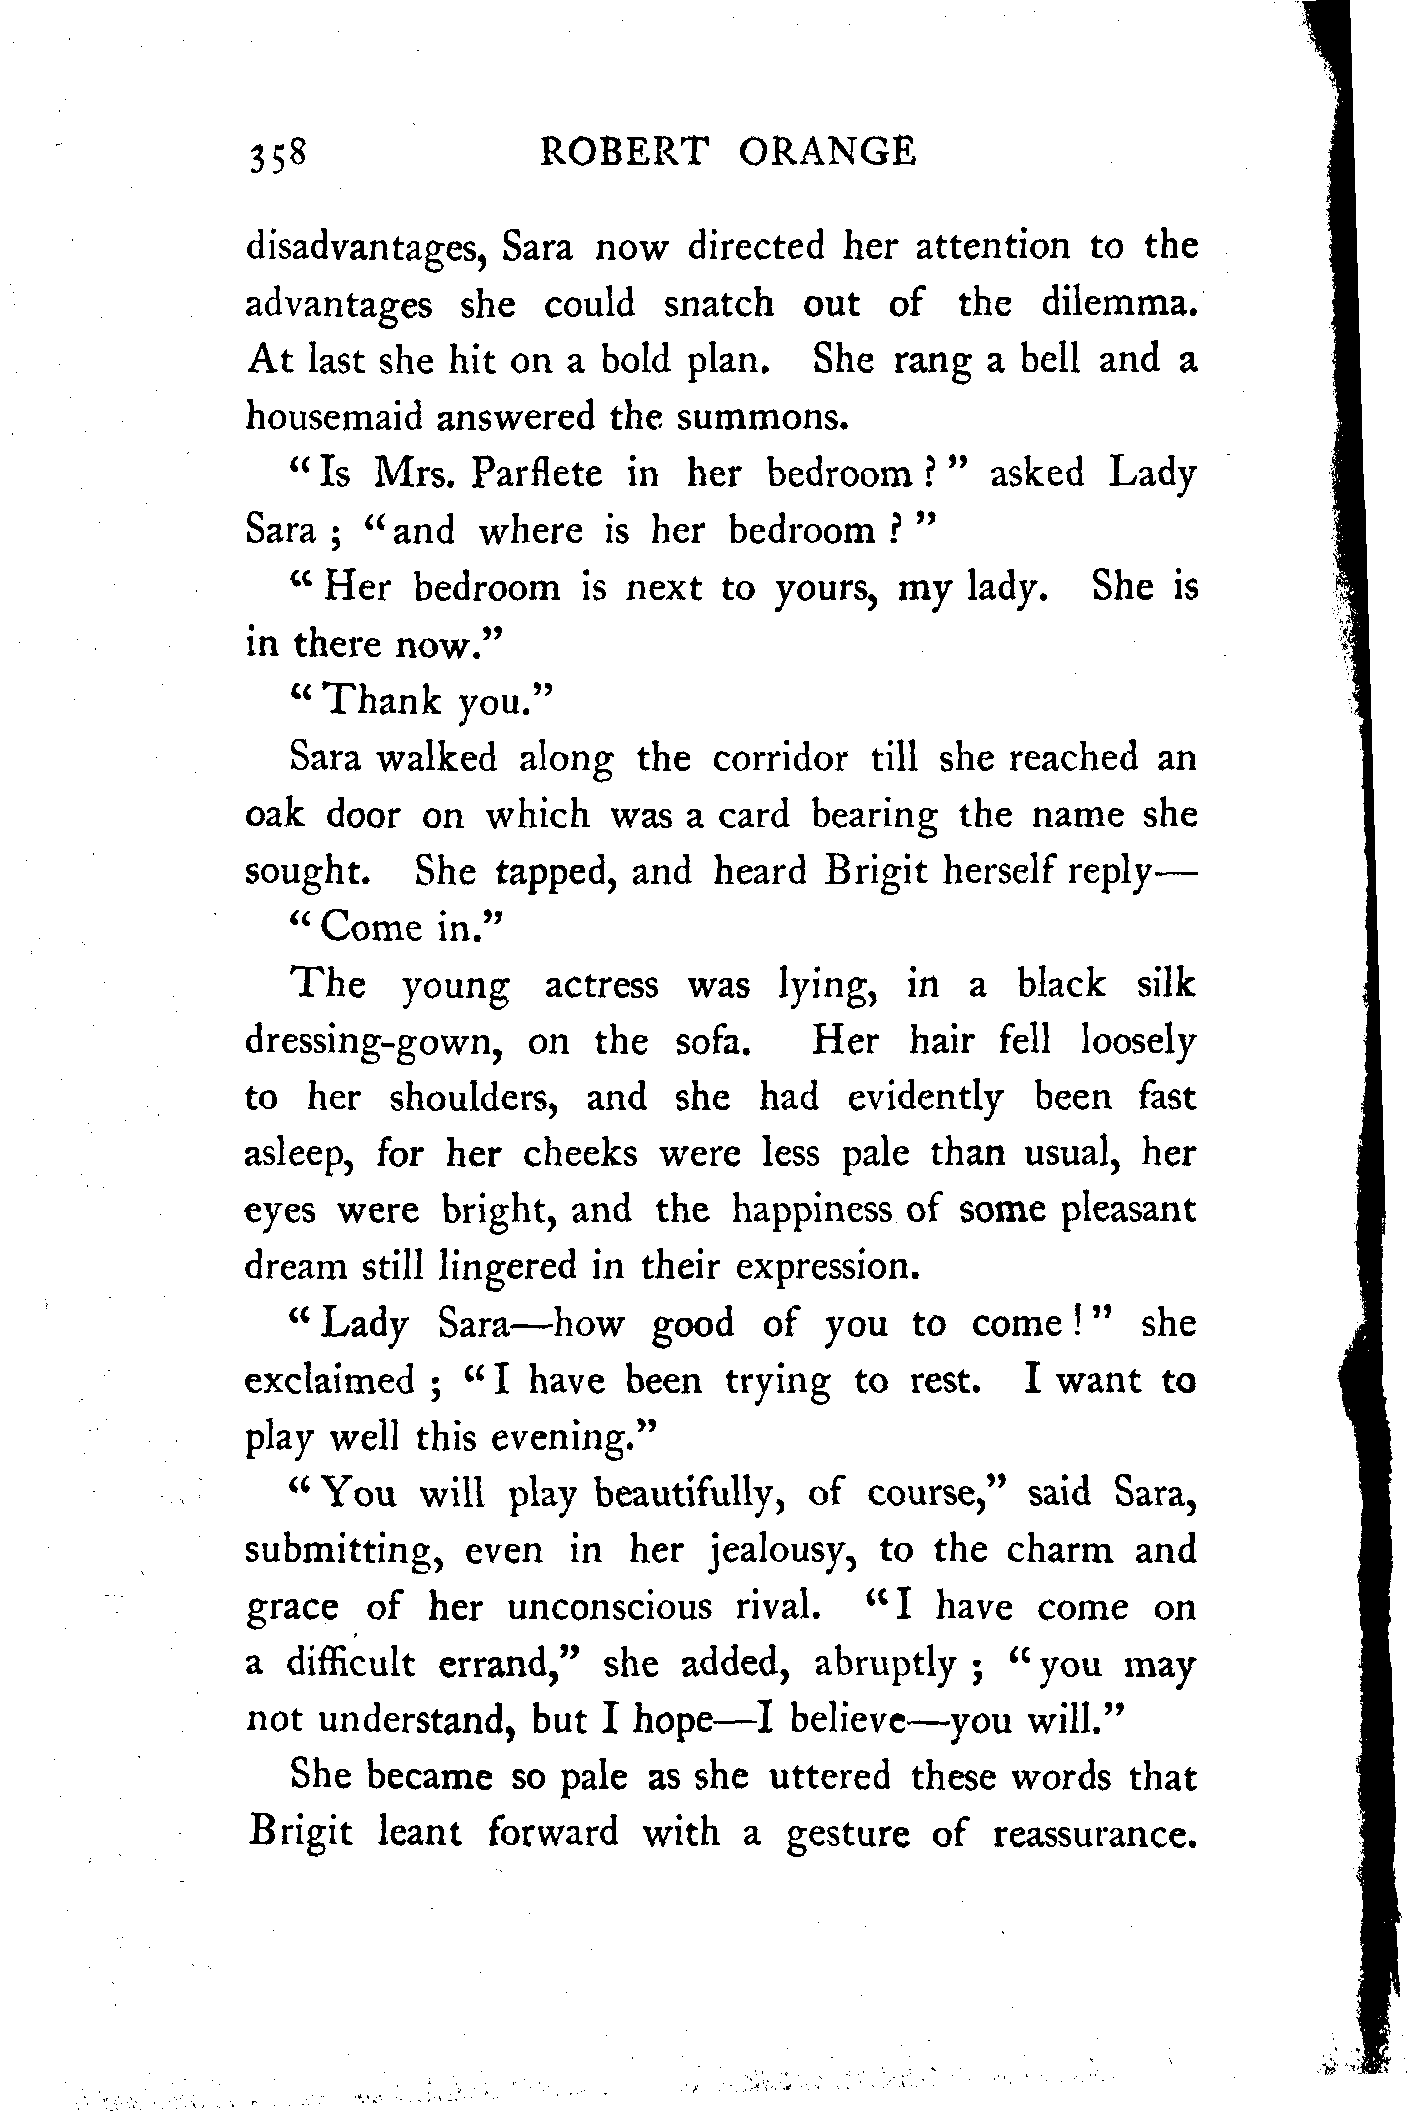 358 ROBERT ORANGE
disadvantages, Sara now directed her attention to the
advantages she could snatch out of the dilemma.
At last she hit on a bold plan. She rang a bell and a
housemaid answered the summons.
“Is Mrs. Parflete in her bedroom?” asked Lady
Sara; “and where is her bedroom?”
“Her bedroom is next to yours, my lady. She is
in there now.”
“Thank you.”
Sara walked along the corridor till she reached an
oak door on which was a card bearing the name she
sought. She tapped, and heard Brigit herself reply—
“Come in.”
The young actress was lying, in a black silk
dressing-gown, on the sofa. Her hair fell loosely
to her shoulders, and she had evidently been fast
asleep, for her cheeks were less pale than usual, her
eyes were bright, and the happiness of some pleasant
dream still lingered in their expression.
“Lady Sara—how good of you to come!” she
exclaimed; “I have been trying to rest. I want to
play well this evening.”
“You will play beautifully, of course,” said Sara,
submitting, even in her jealousy, to the charm and
grace of her unconscious rival. “I have come on
a difficult errand,” she added, abruptly; “you may
not understand, but I hope—I believe—you will.”
She became so pale as she uttered these words that
Brigit leant forward with a gesture of reassurance.